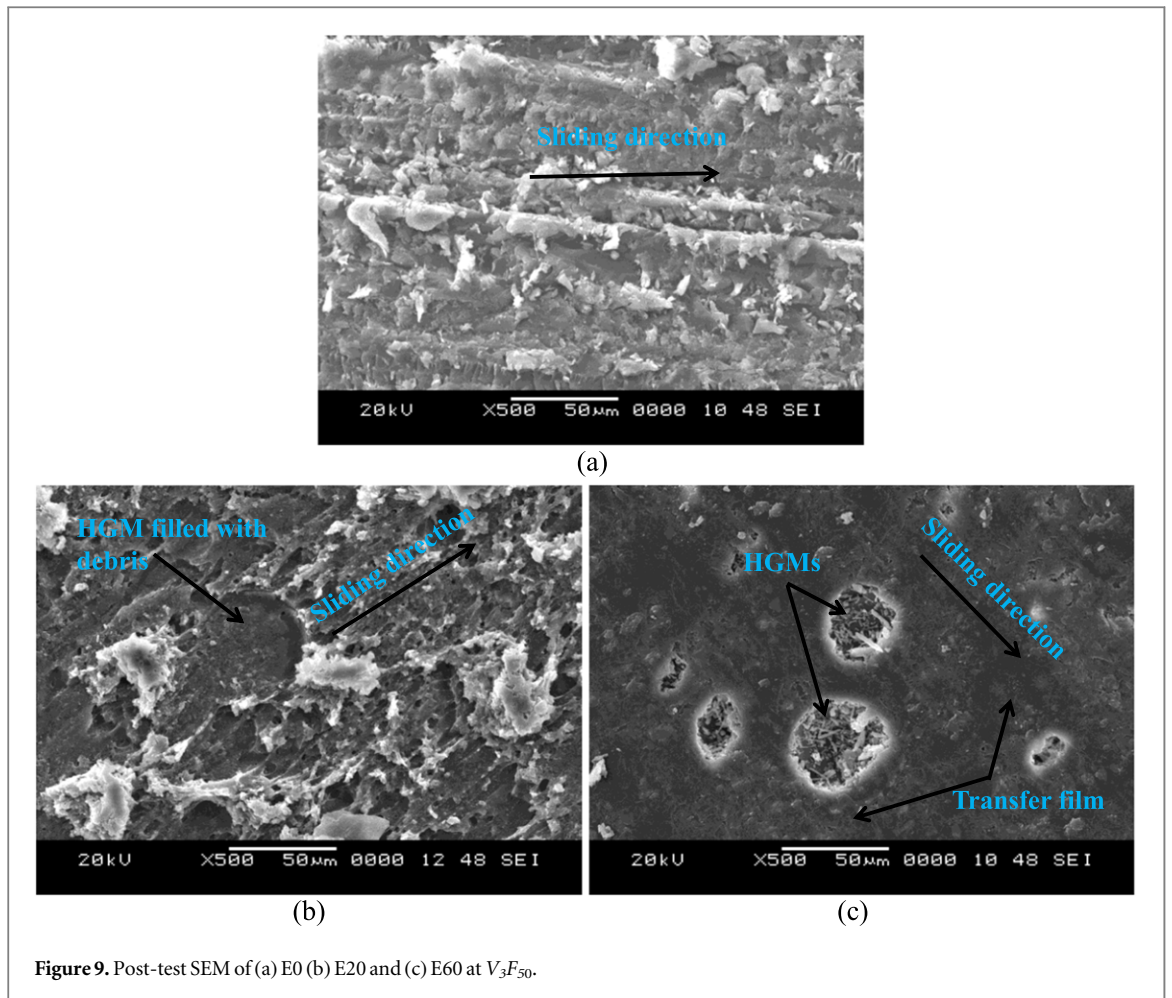 Sliding direction
20kV X500 50μm 0000 10 48 SEI
(a)
HGM filled with
debris
Sliding direction
20kV X500 50μm 0000 12 48 SEI
(b)
HGMs
Sliding direction
Transfer film
20kV X500 50μm 0000 10 48 SEI
(c)
Figure 9. Post-test SEM of (a) E0 (b) E20 and (c) E60 at V₃F₅₀.